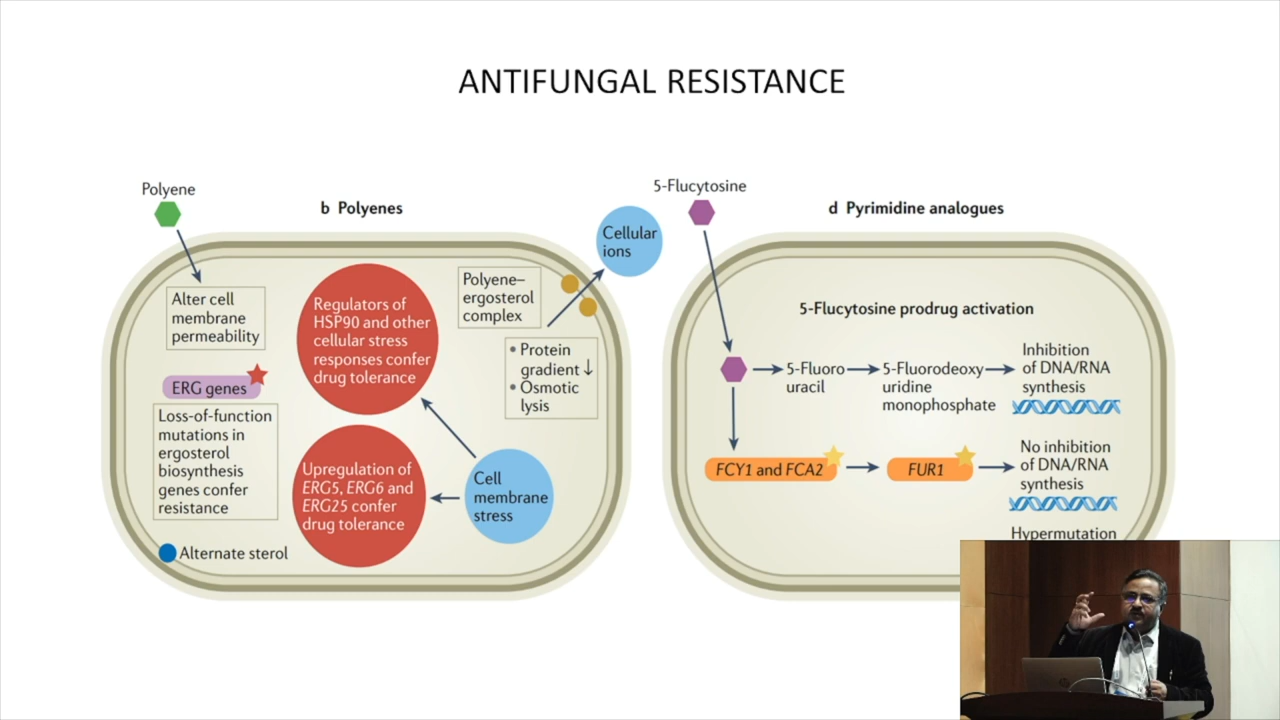 ANTIFUNGAL RESISTANCE
Polyene
b Polyenes
Alter cell
membrane
permeability
ERG genes
Loss-of-function
mutations in
ergosterol
biosynthesis
genes confer
resistance
Alternate sterol
Regulators of
HSP90 and other
cellular stress
responses confer
drug tolerance
Upregulation of
ERG5, ERG6 and
ERG25 confer
drug tolerance
Polyene–
ergosterol
complex
Cellular
ions
• Protein
gradient ↓
• Osmotic
lysis
Cell
membrane
stress
5-Flucytosine
d Pyrimidine analogues
5-Flucytosine prodrug activation
5-Fluoro
uracil
5-Fluorodeoxy
uridine
monophosphate
Inhibition
of DNA/RNA
synthesis
FCY1 and FCA2
FUR1
No inhibition
of DNA/RNA
synthesis
Hypermutation